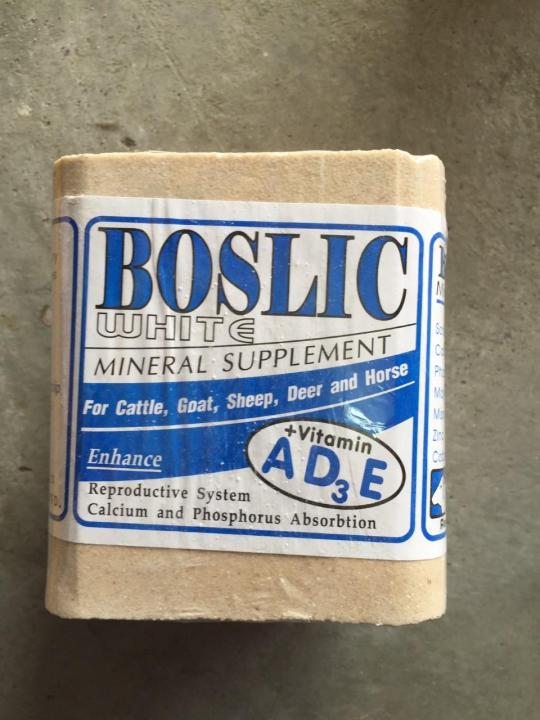 BOSLIC
WHITE
MINERAL SUPPLEMENT
For Cattle, Goat, Sheep, Deer and Horse
+Vitamin
AD3E
Enhance
Reproductive System
Calcium and Phosphorus Absorbtion